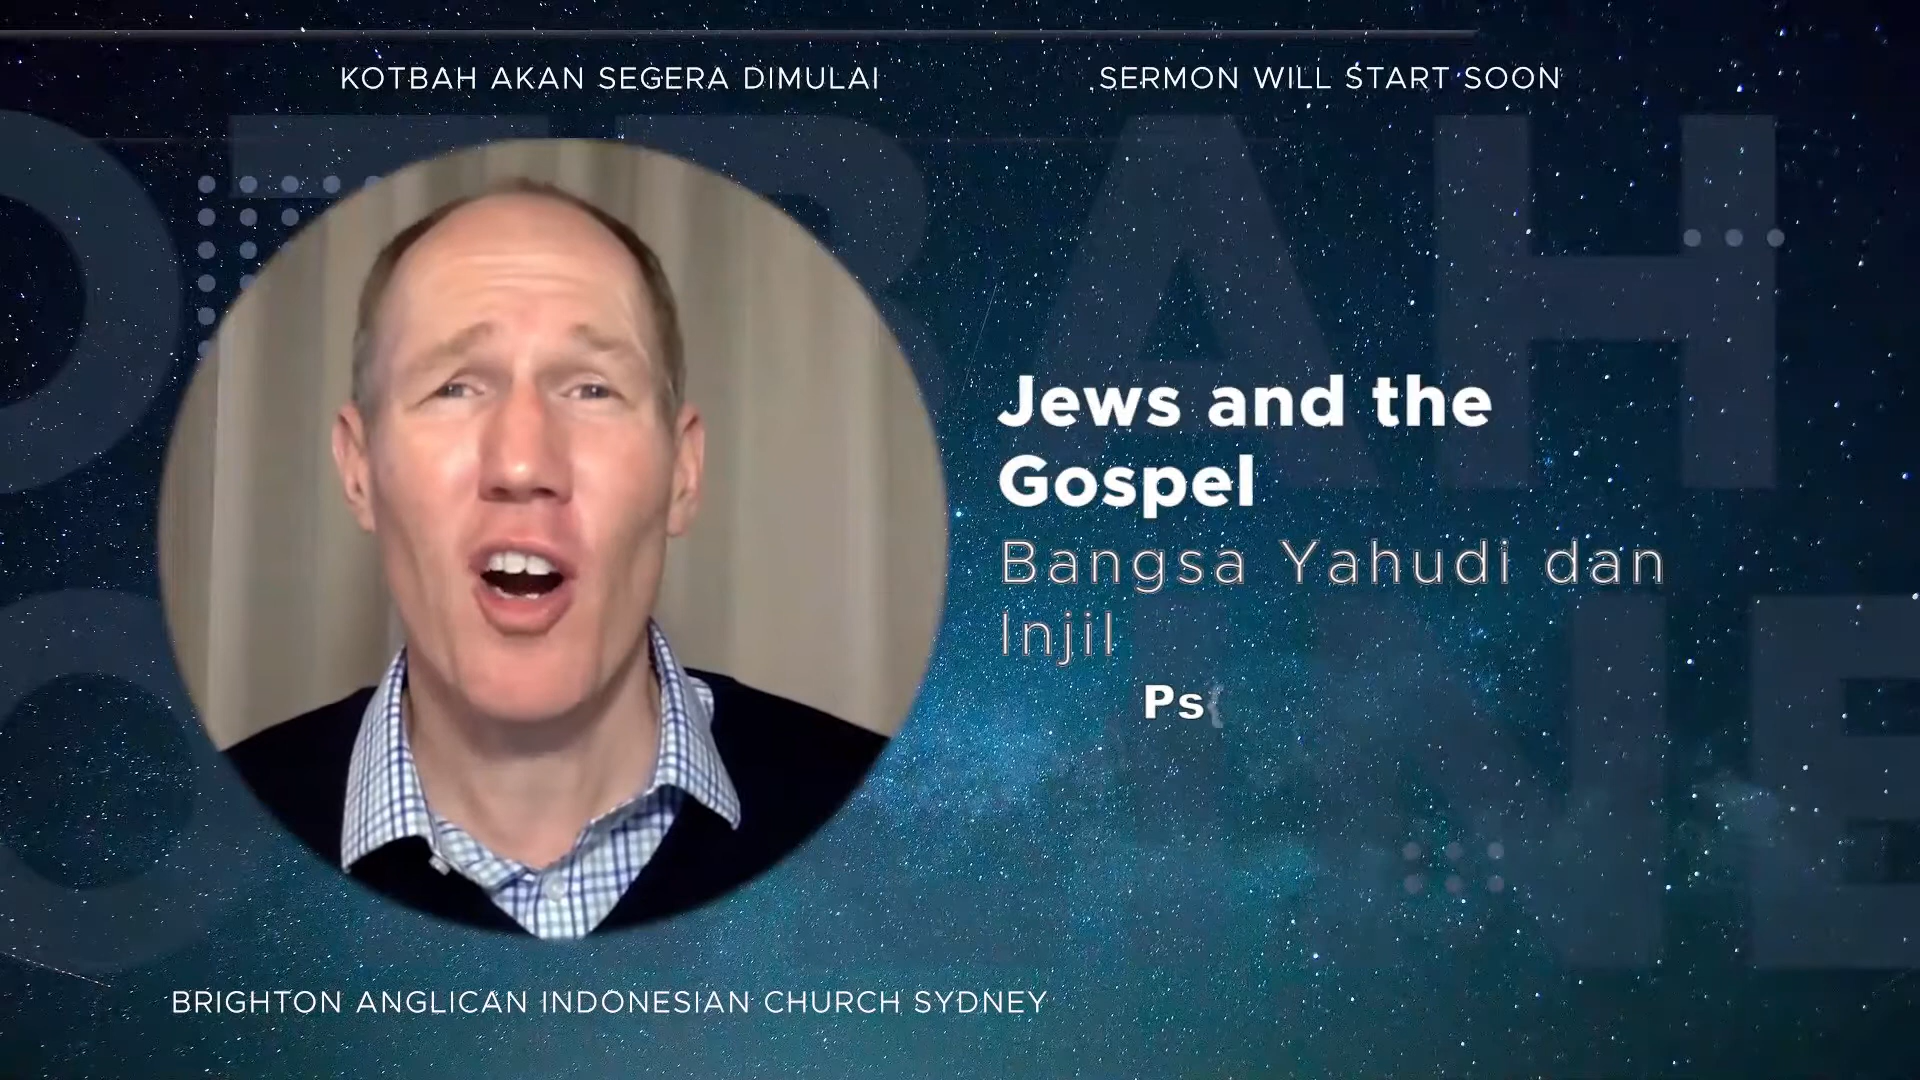 KOTBAH AKAN SEGERA DIMULAI
SERMON WILL START SOON
Jews and the
Gospel
Bangsa Yahudi dan
Injil
Ps
BRIGHTON ANGLICAN INDONESIAN CHURCH SYDNEY